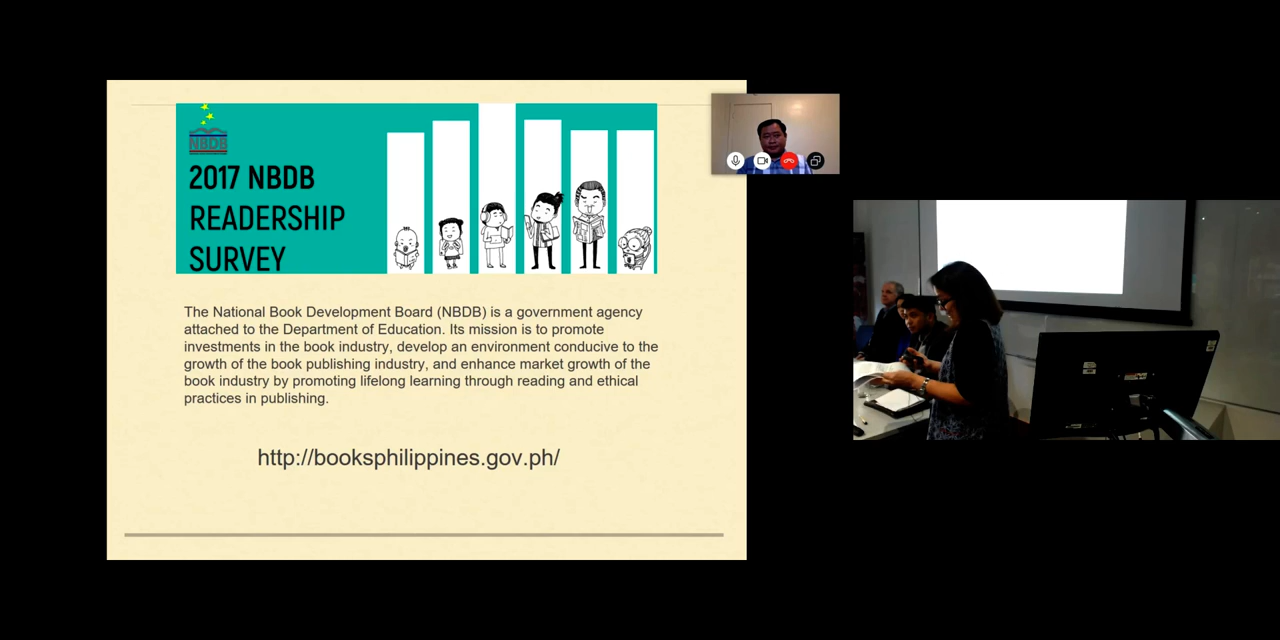 NBDB
2017 NBDB
READERSHIP
SURVEY
The National Book Development Board (NBDB) is a government agency
attached to the Department of Education. Its mission is to promote
investments in the book industry, develop an environment conducive to the
growth of the book publishing industry, and enhance market growth of the
book industry by promoting lifelong learning through reading and ethical
practices in publishing.
http://booksphilippines.gov.ph/